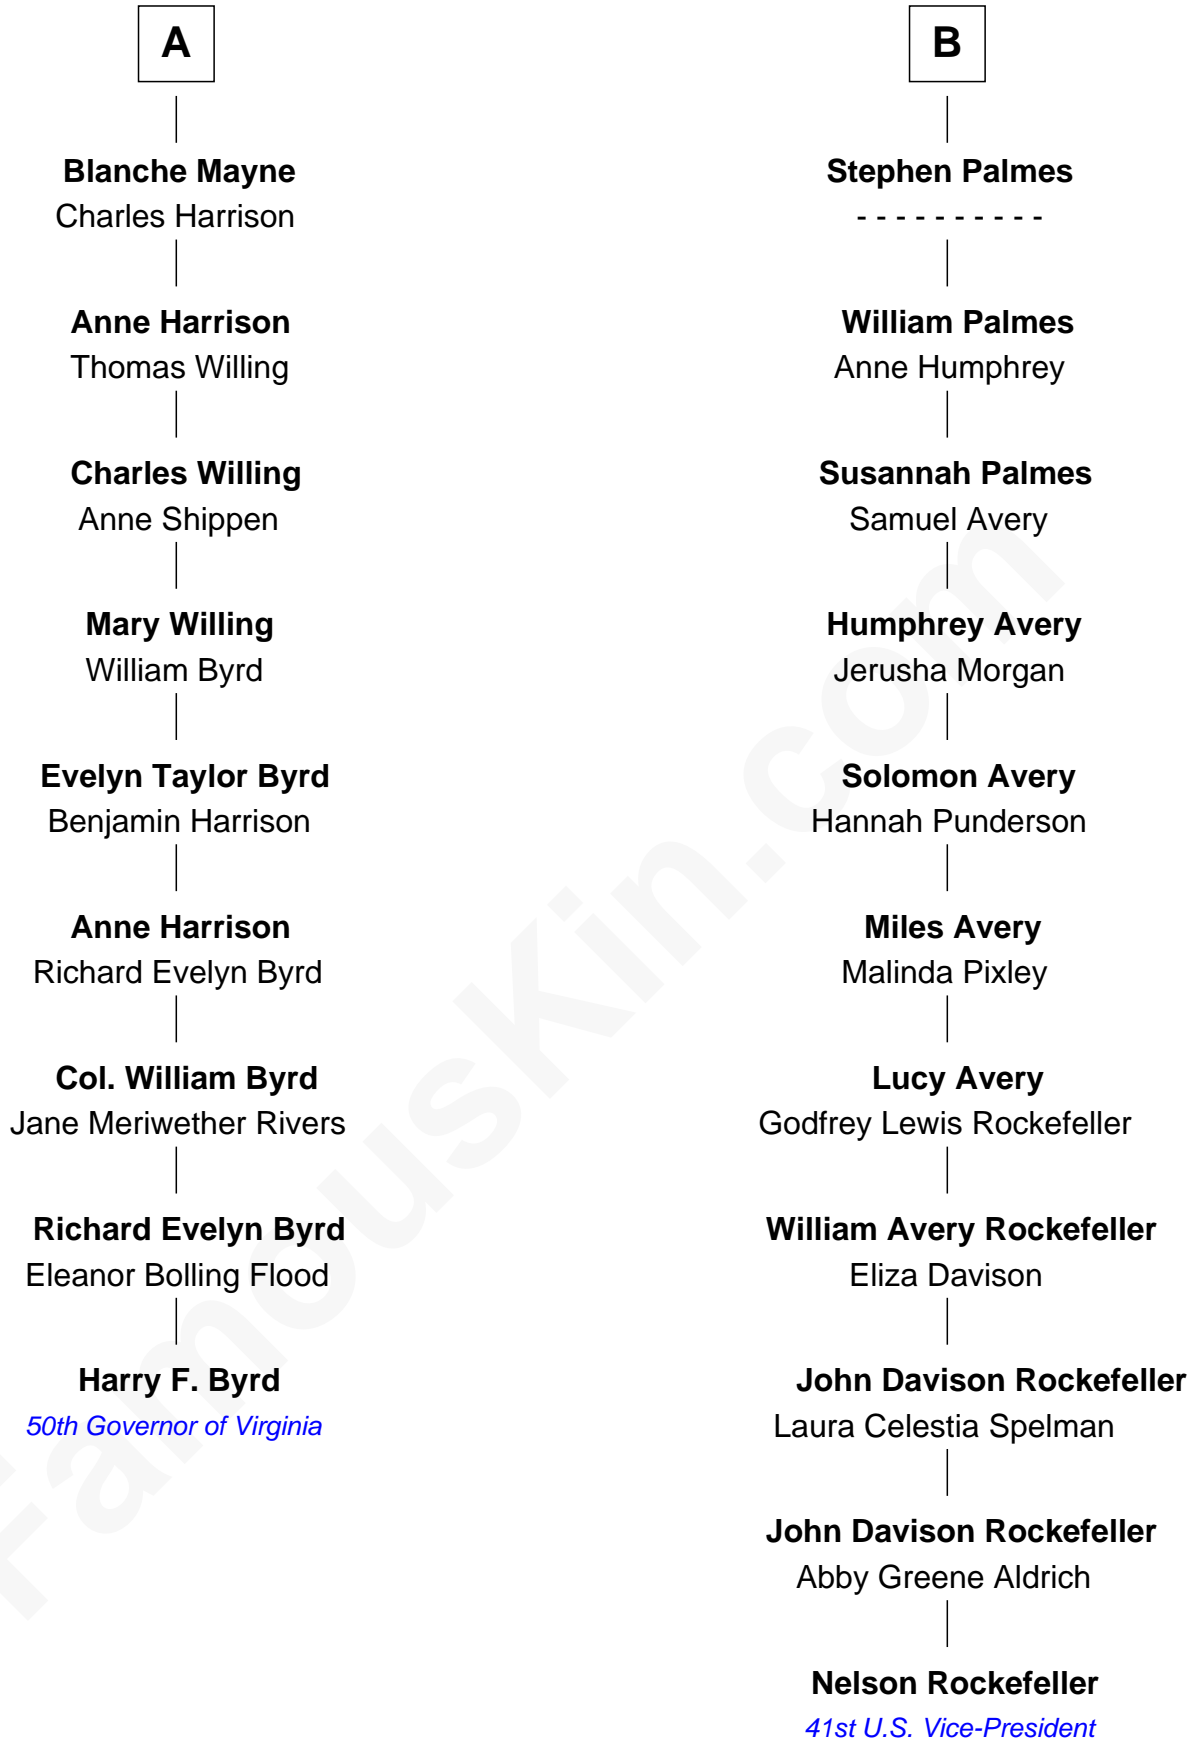 A
Blanche Mayne
Charles Harrison
Anne Harrison
Thomas Willing
Charles Willing
Anne Shippen
Mary Willing
William Byrd
Evelyn Taylor Byrd
Benjamin Harrison
Anne Harrison
Richard Evelyn Byrd
Col. William Byrd
Jane Meriwether Rivers
Richard Evelyn Byrd
Eleanor Bolling Flood
Harry F. Byrd
50th Governor of Virginia
B
Stephen Palmes
- - - - - - - - - -
William Palmes
Anne Humphrey
Susannah Palmes
Samuel Avery
Humphrey Avery
Jerusha Morgan
Solomon Avery
Hannah Punderson
Miles Avery
Malinda Pixley
Lucy Avery
Godfrey Lewis Rockefeller
William Avery Rockefeller
Eliza Davison
John Davison Rockefeller
Laura Celestia Spelman
John Davison Rockefeller
Abby Greene Aldrich
Nelson Rockefeller
41st U.S. Vice-President
FamousKin.com